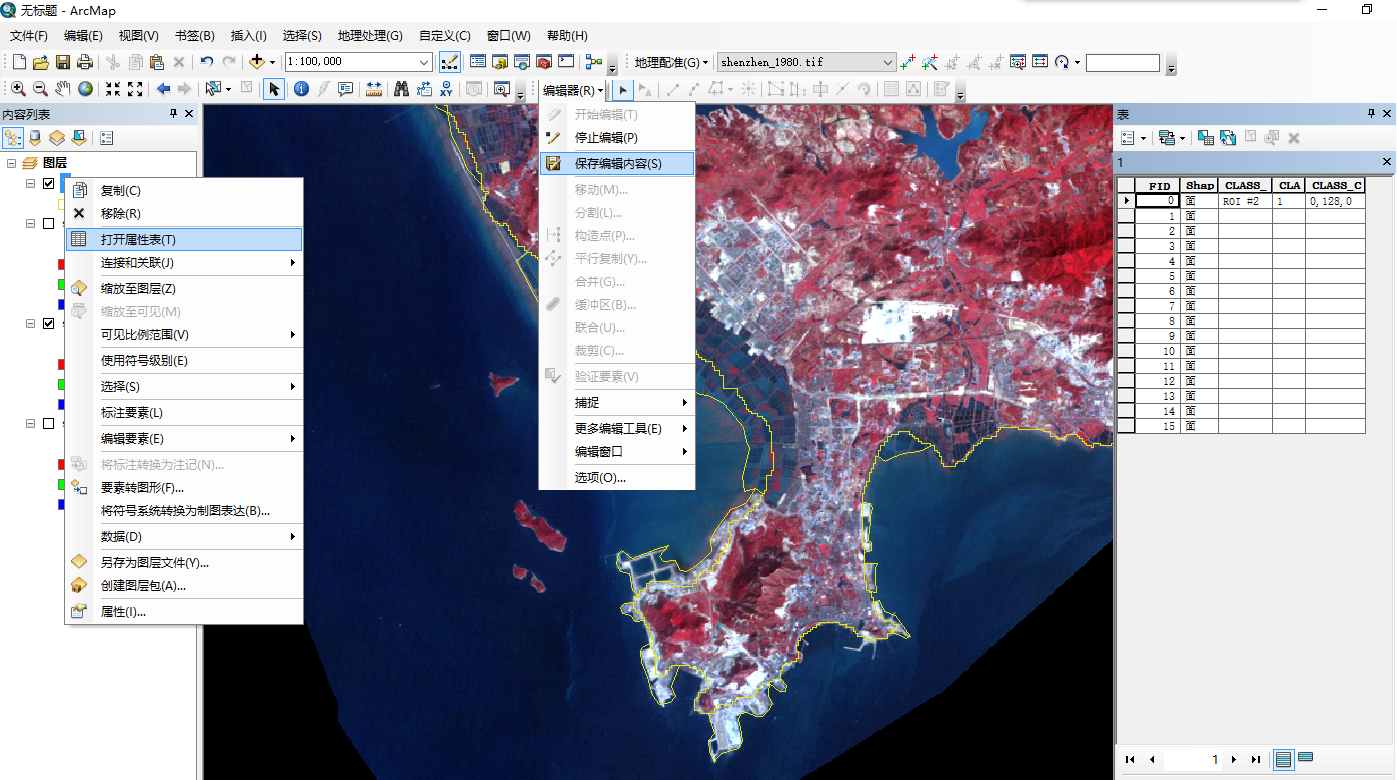 无标题 - ArcMap
文件(F) 编辑(E) 视图(V) 书签(B) 插入(I) 选择(S) 地理处理(G) 自定义(C) 窗口(W) 帮助(H)
1:100,000 地理配准(G) shenzhen_1980.tif
编辑器(R)
内容列表
图层
复制(C)
移除(R)
打开属性表(T)
连接和关联(J)
缩放至图层(Z)
缩放至可见(M)
可见比例范围(V)
使用符号级别(E)
选择(S)
标注要素(L)
编辑要素(E)
将标注转换为注记(N)...
要素转图形(F)...
将符号系统转换为制图表达(B)...
数据(D)
另存为图层文件(Y)...
创建图层包(A)...
属性(I)...
开始编辑(T)
停止编辑(P)
保存编辑内容(S)
移动(M)...
分割(L)...
构造点(P)...
平行复制(Y)...
合并(G)...
缓冲区(B)...
联合(U)...
裁剪(C)...
验证要素(V)
捕捉
更多编辑工具(E)
编辑窗口
选项(O)...
表
1
FID Shap CLASS_ CLA CLASS_C
0 面 ROI #2 1 0,128,0
1 面
2 面
3 面
4 面
5 面
6 面
7 面
8 面
9 面
10 面
11 面
12 面
13 面
14 面
15 面
1